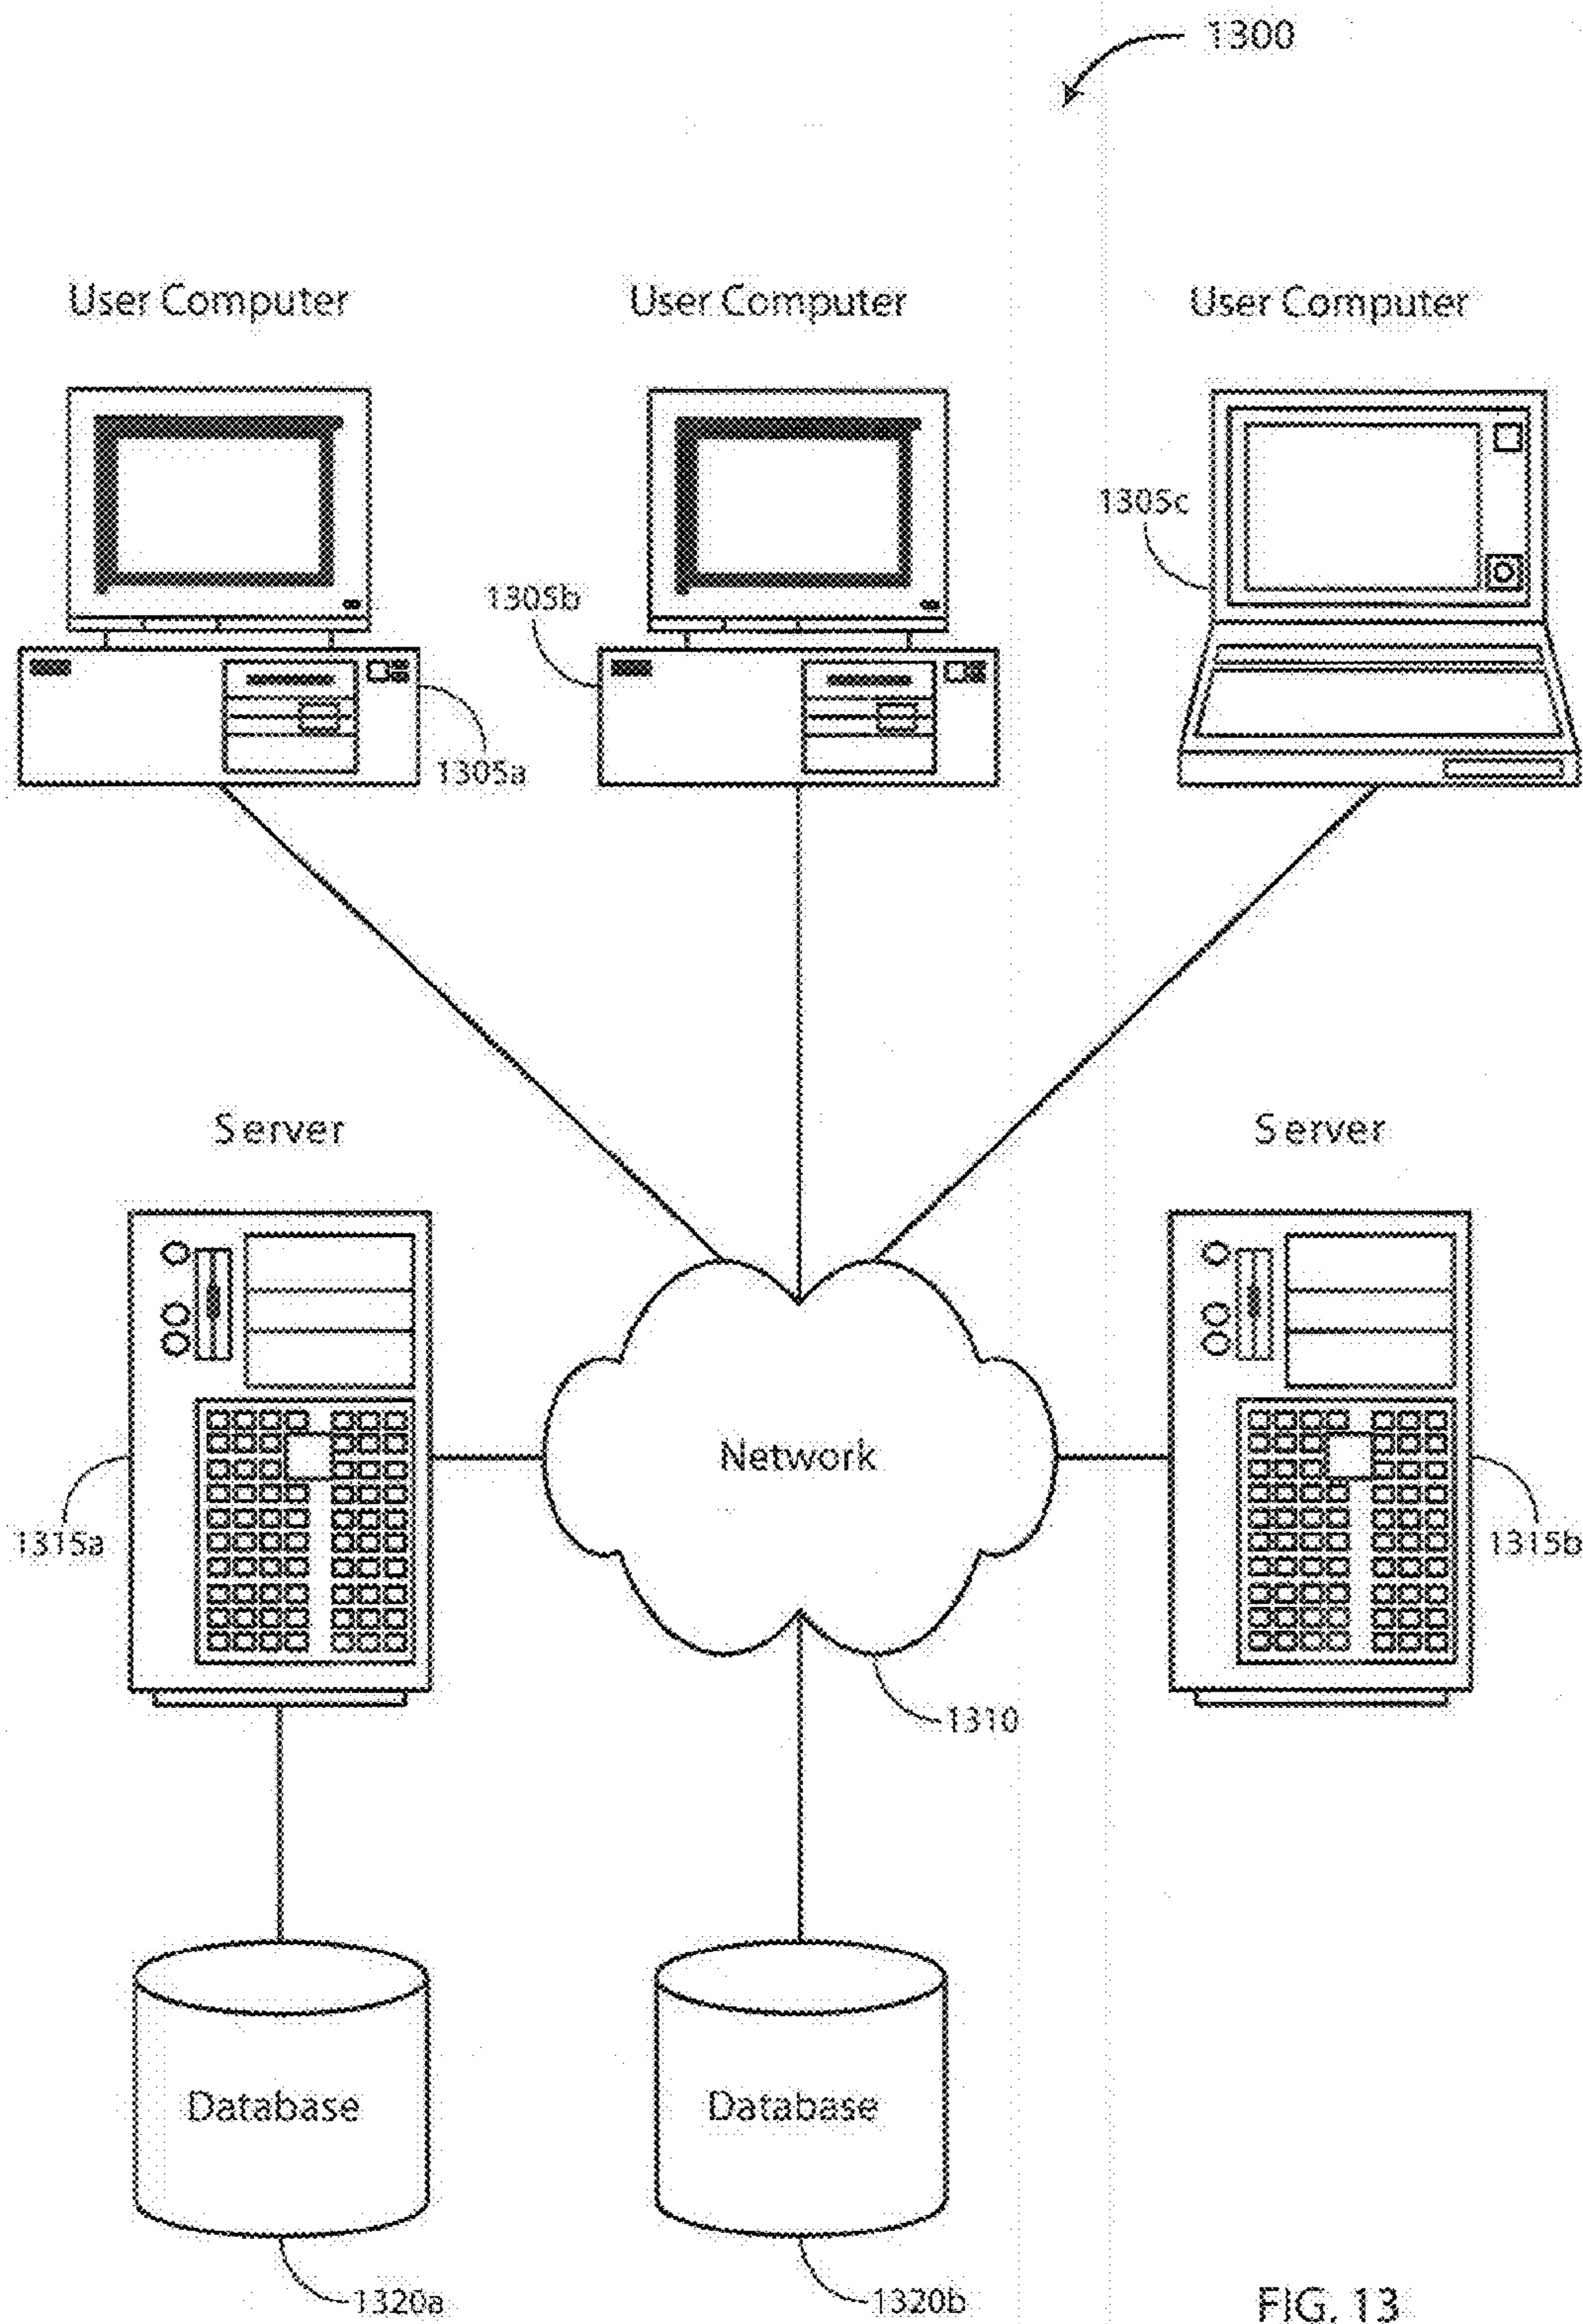 1300
User Computer
User Computer
User Computer
1305c
1305b
1305a
Server
Server
Network
1315a
1315b
1310
Database
Database
1320a
1320b
FIG. 13